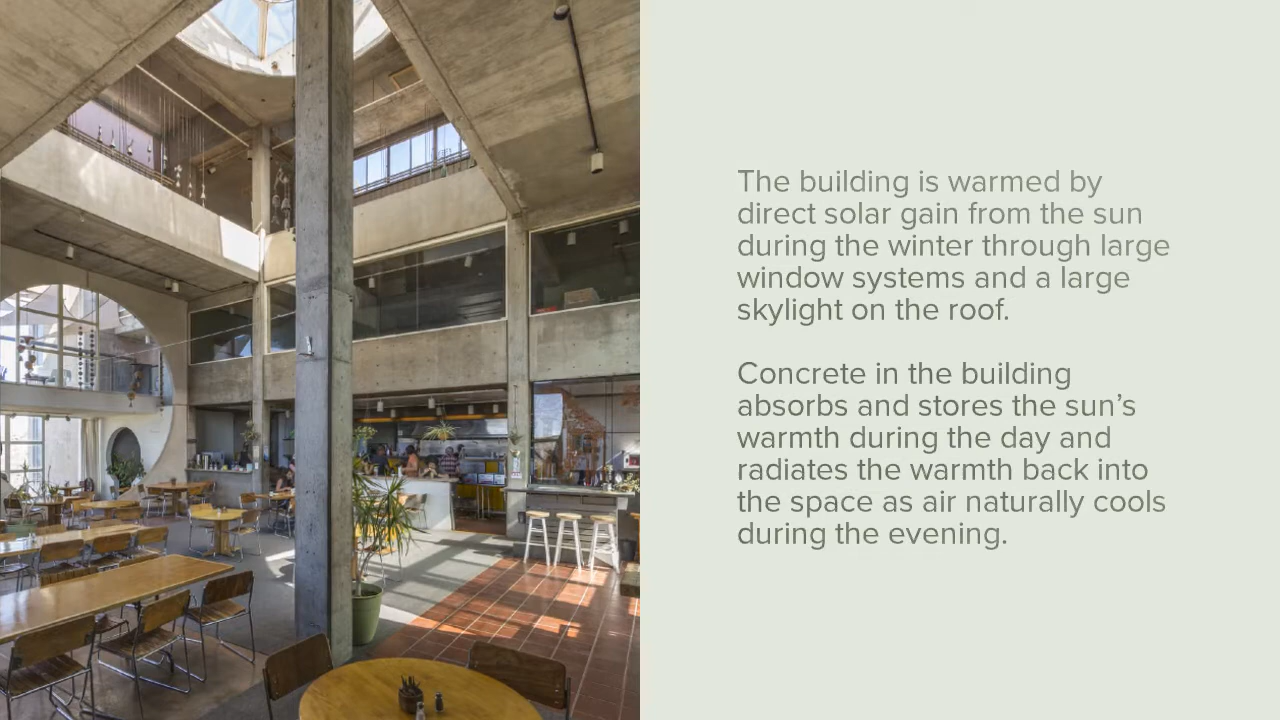 The building is warmed by
direct solar gain from the sun
during the winter through large
window systems and a large
skylight on the roof.
Concrete in the building
absorbs and stores the sun’s
warmth during the day and
radiates the warmth back into
the space as air naturally cools
during the evening.